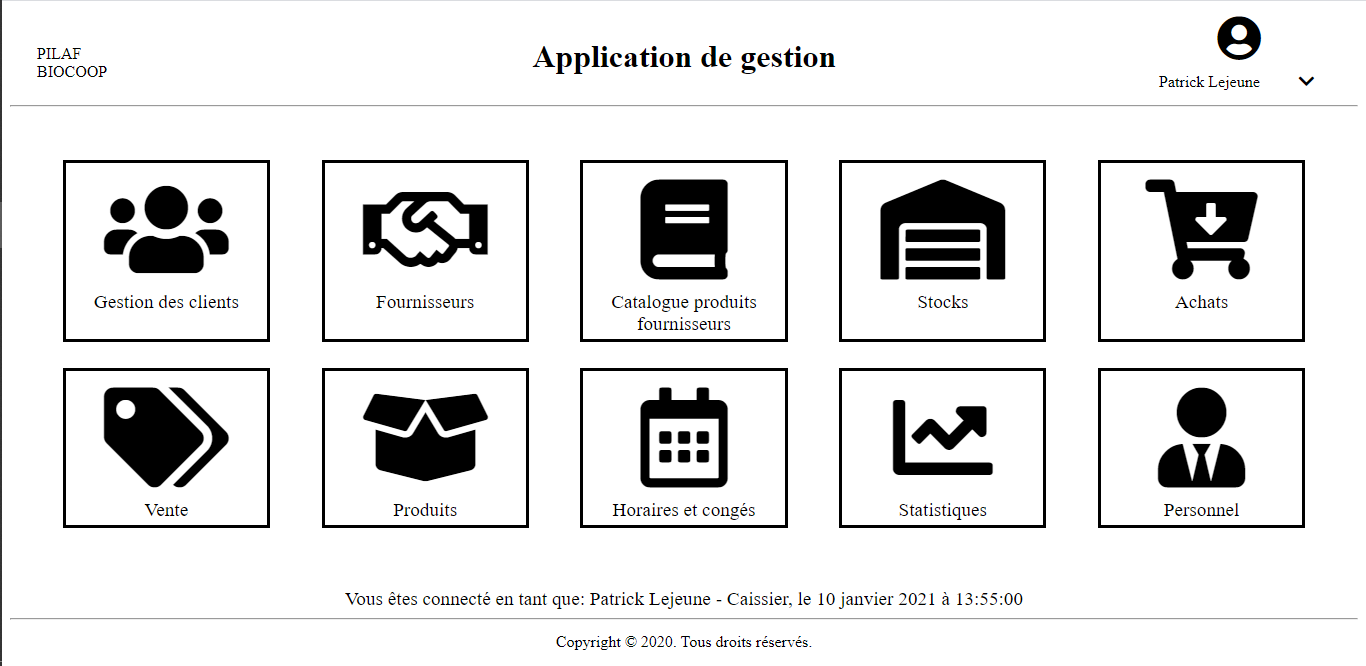 PILAF
BIOCOOP
Application de gestion
Patrick Lejeune
Gestion des clients
Fournisseurs
Catalogue produits
fournisseurs
Stocks
Achats
Vente
Produits
Horaires et congés
Statistiques
Personnel
Vous êtes connecté en tant que: Patrick Lejeune - Caissier, le 10 janvier 2021 à 13:55:00
Copyright © 2020. Tous droits réservés.